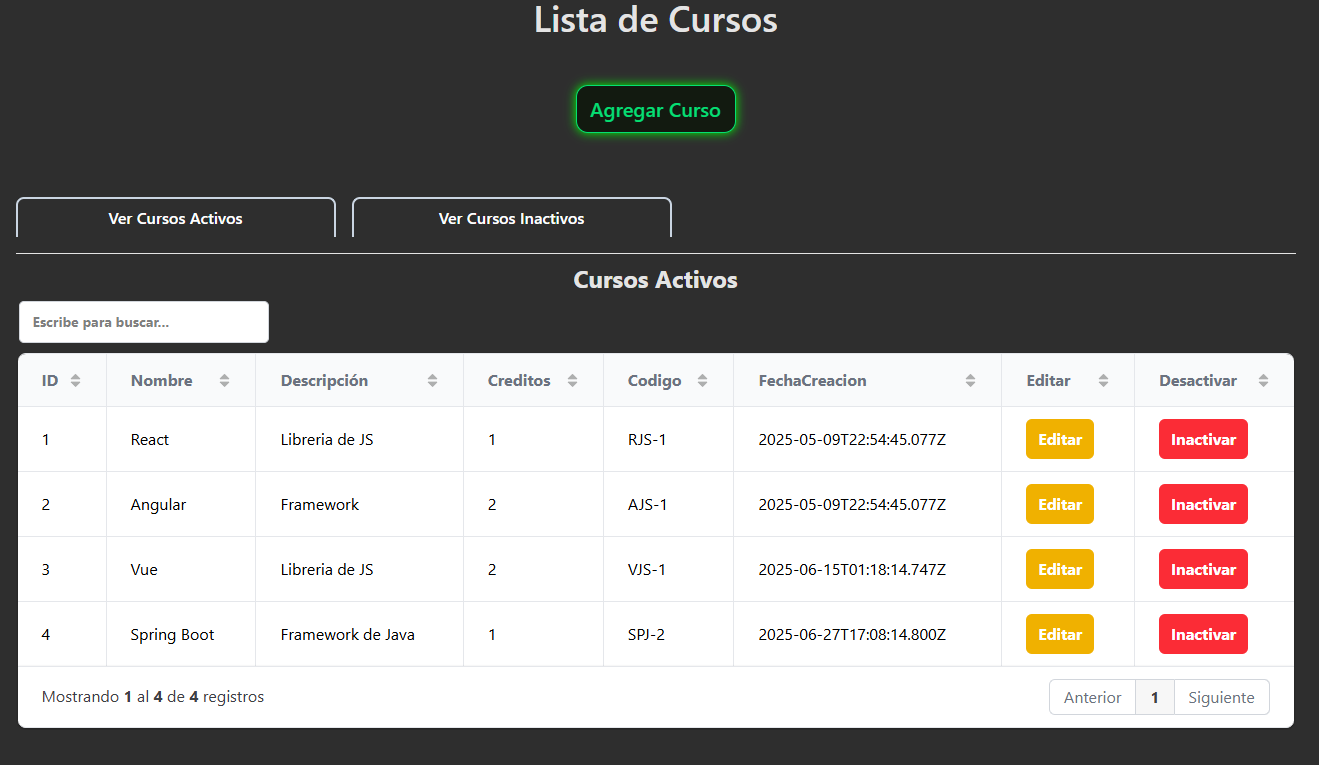 Lista de Cursos
Agregar Curso
Ver Cursos Activos Ver Cursos Inactivos
Cursos Activos
Escribe para buscar...
ID Nombre Descripción Creditos Codigo FechaCreacion Editar Desactivar
1 React Libreria de JS 1 RJS-1 2025-05-09T22:54:45.077Z Editar Inactivar
2 Angular Framework 2 AJS-1 2025-05-09T22:54:45.077Z Editar Inactivar
3 Vue Libreria de JS 2 VJS-1 2025-06-15T01:18:14.747Z Editar Inactivar
4 Spring Boot Framework de Java 1 SPJ-2 2025-06-27T17:08:14.800Z Editar Inactivar
Mostrando 1 al 4 de 4 registros Anterior 1 Siguiente